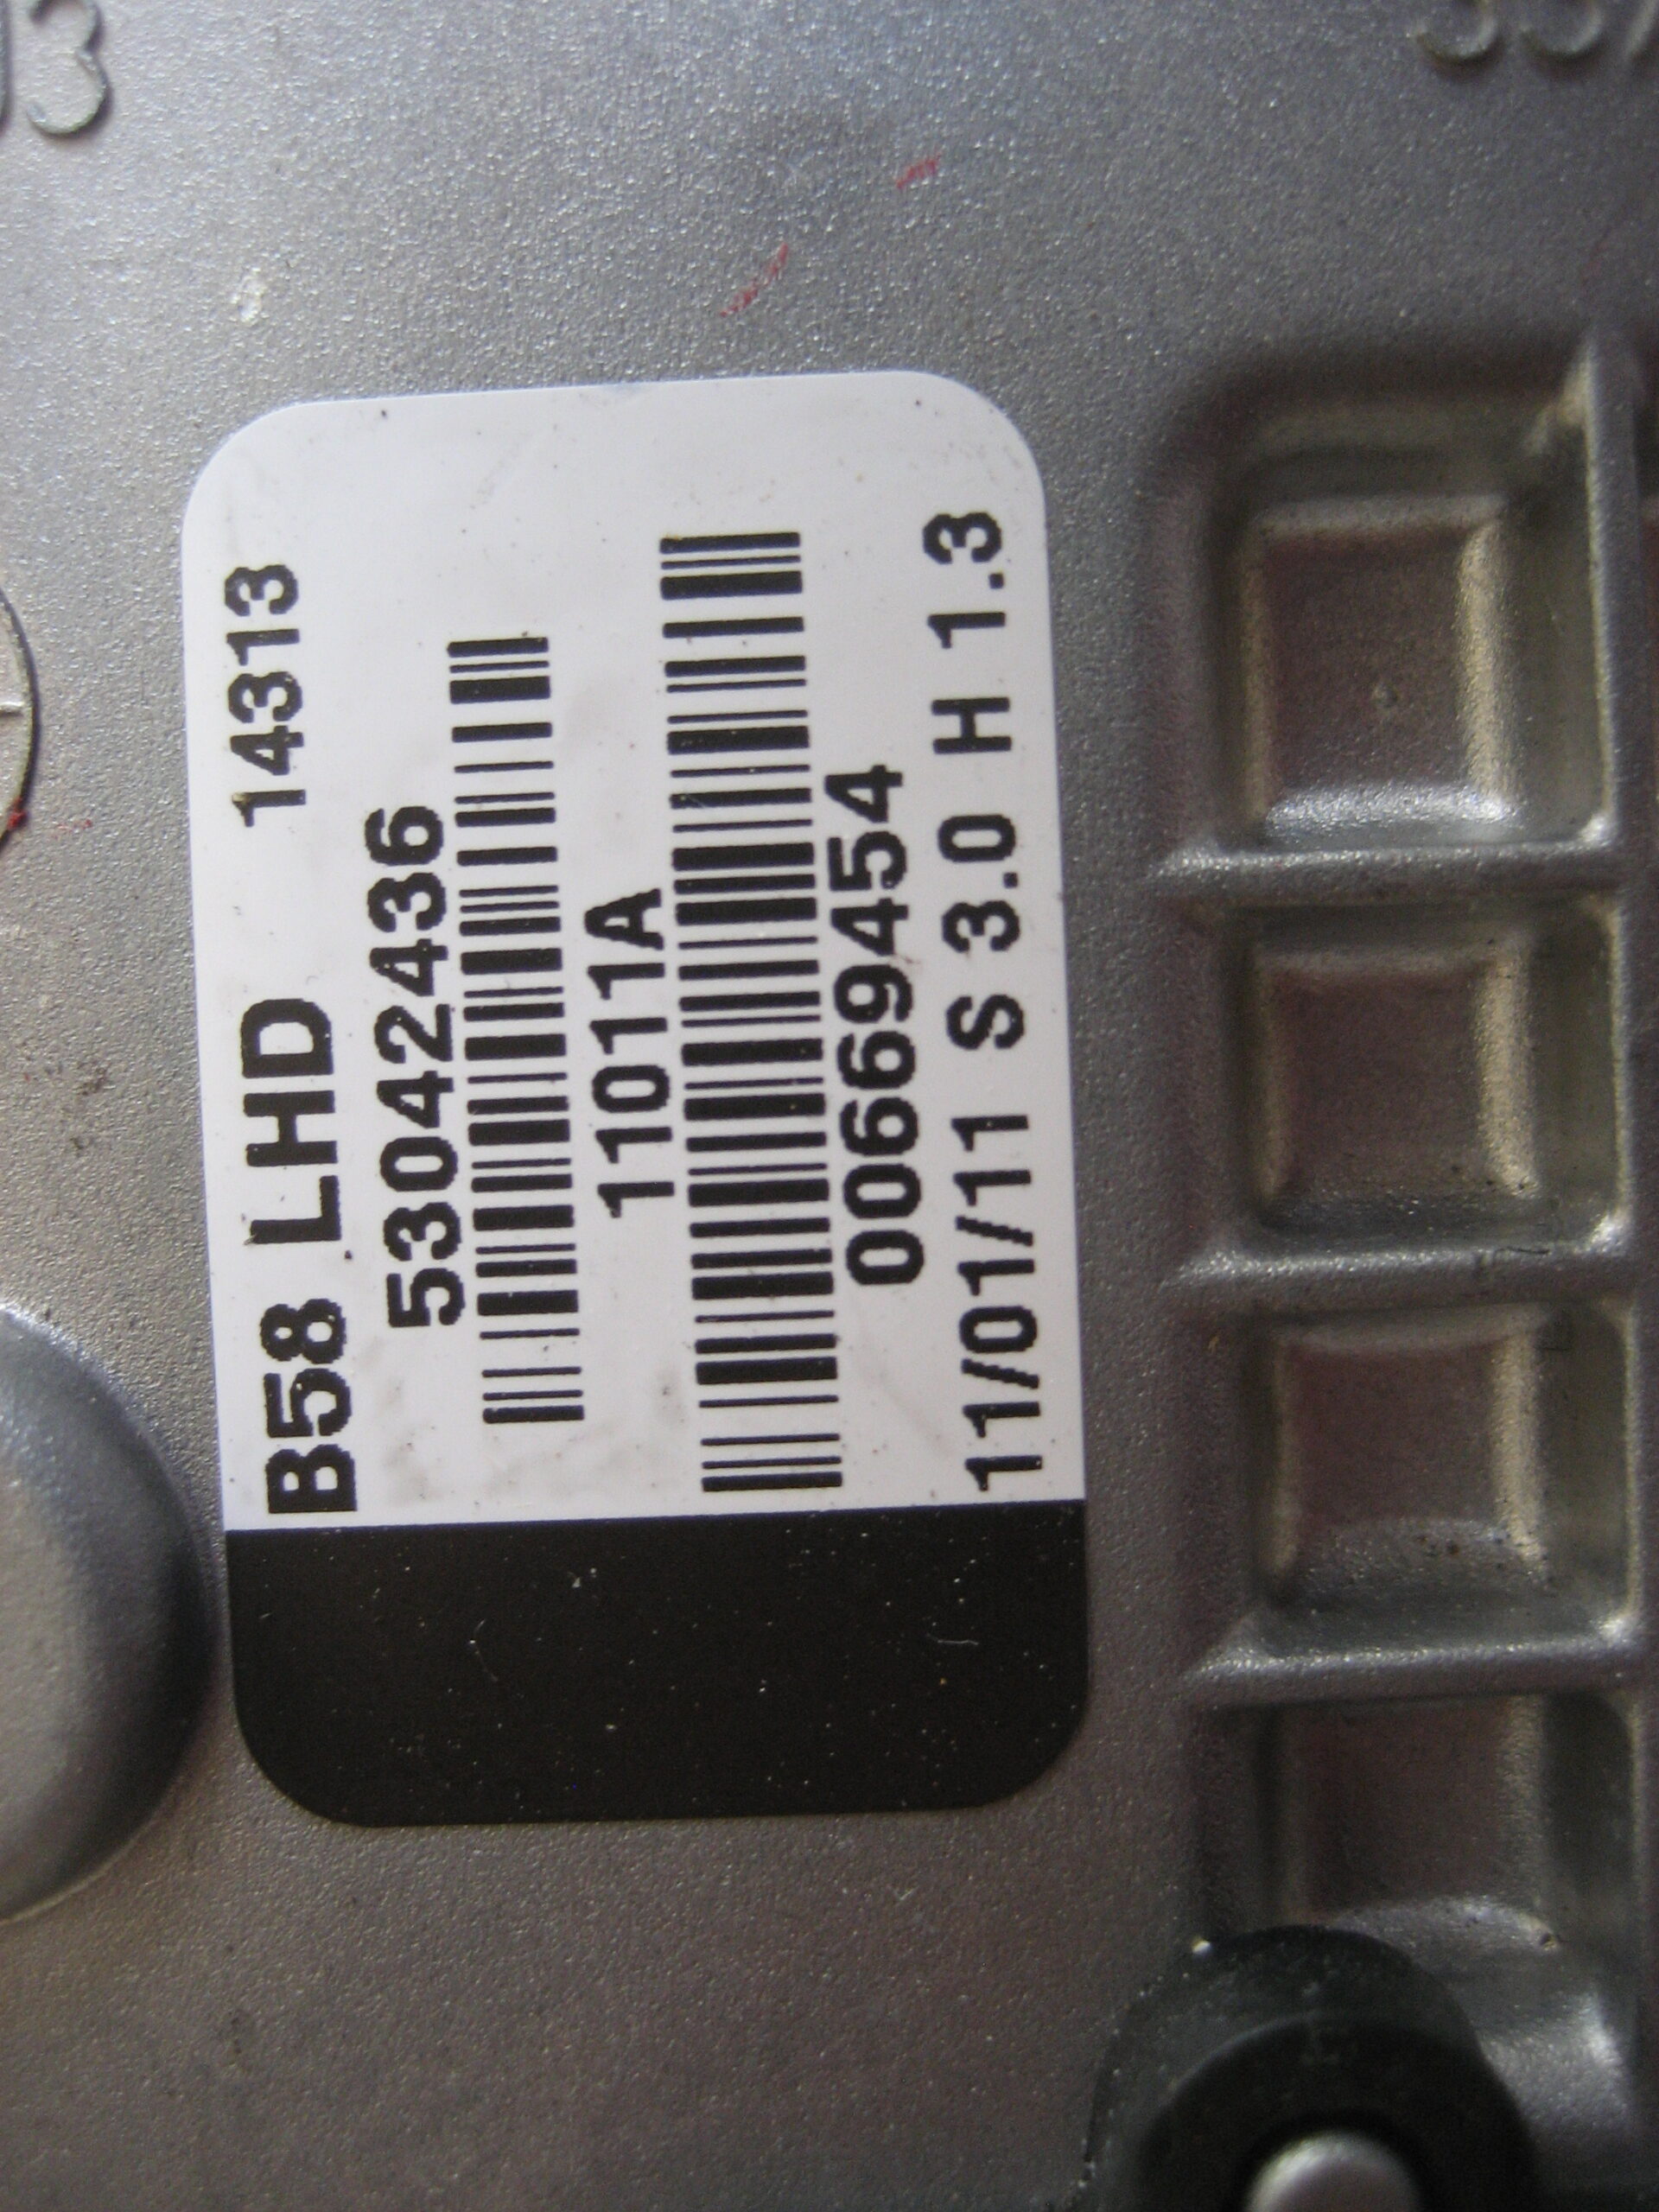 B58 LHD 14313
53042436
11011A
00669454
11/01/11 S 3.0 H 1.3